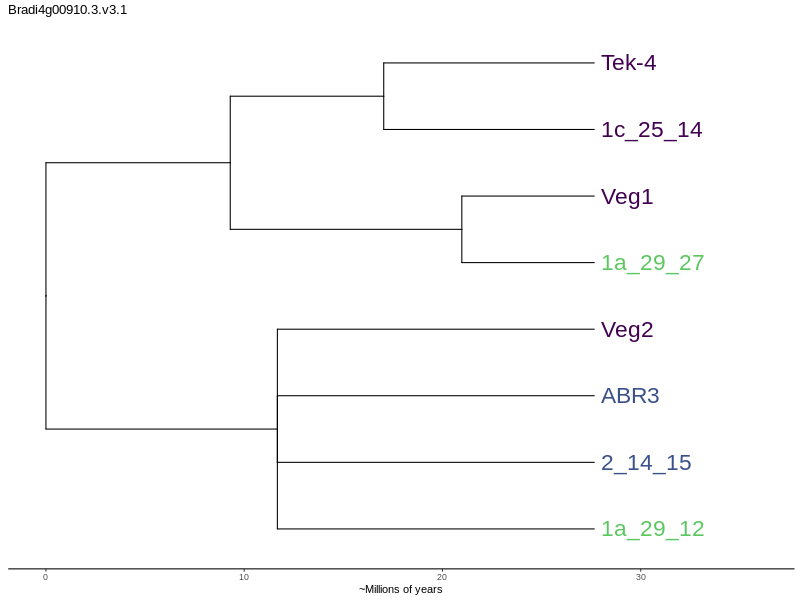 Bradi4g00910.3.v3.1
Tek-4
1c_25_14
Veg1
1a_29_27
Veg2
ABR3
2_14_15
1a_29_12
0 10 20 30
~Millions of years